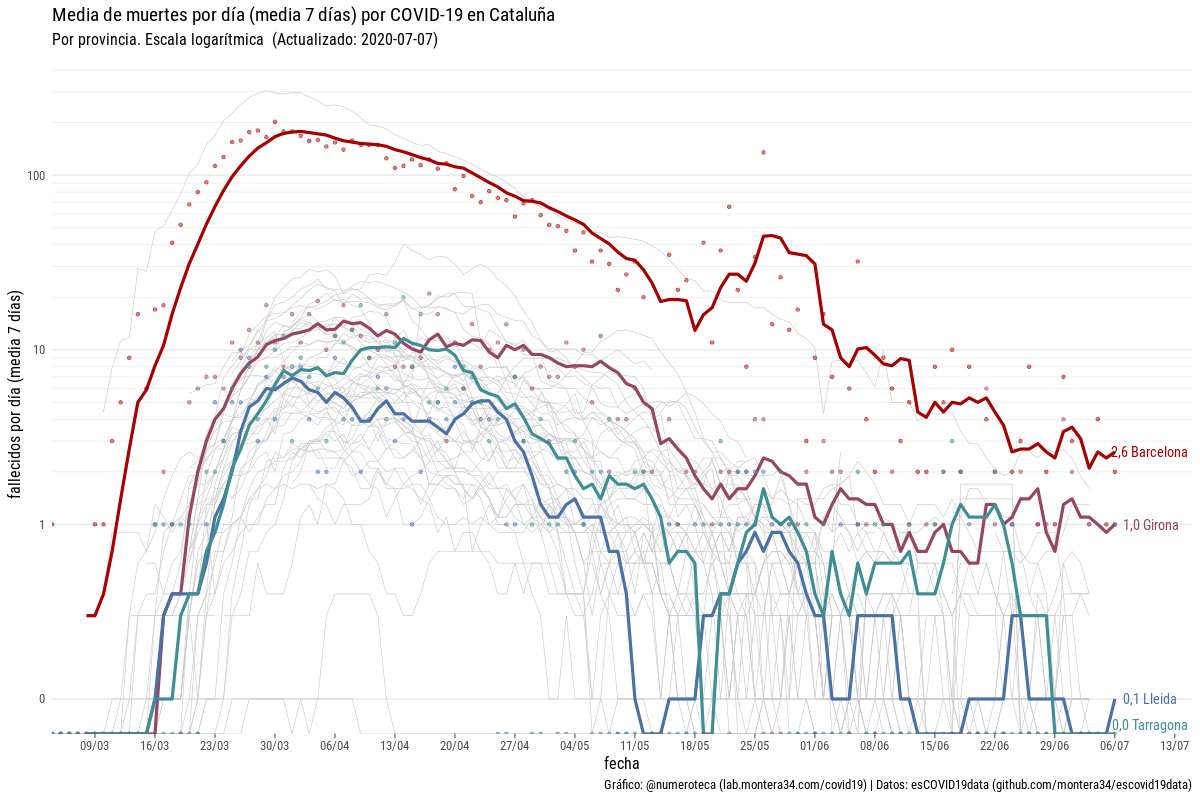 Media de muertes por día (media 7 días) por COVID-19 en Cataluña
Por provincia. Escala logarítmica (Actualizado: 2020-07-07)
fallecidos por día (media 7 días)
100
10
1
0
2,6 Barcelona
1,0 Girona
0,1 Lleida
0,0 Tarragona
09/03 16/03 23/03 30/03 06/04 13/04 20/04 27/04 04/05 11/05 18/05 25/05 01/06 08/06 15/06 22/06 29/06 06/07 13/07
fecha
Gráfico: @numeroteca (lab.montera34.com/covid19) | Datos: esCOVID19data (github.com/montera34/escovid19data)